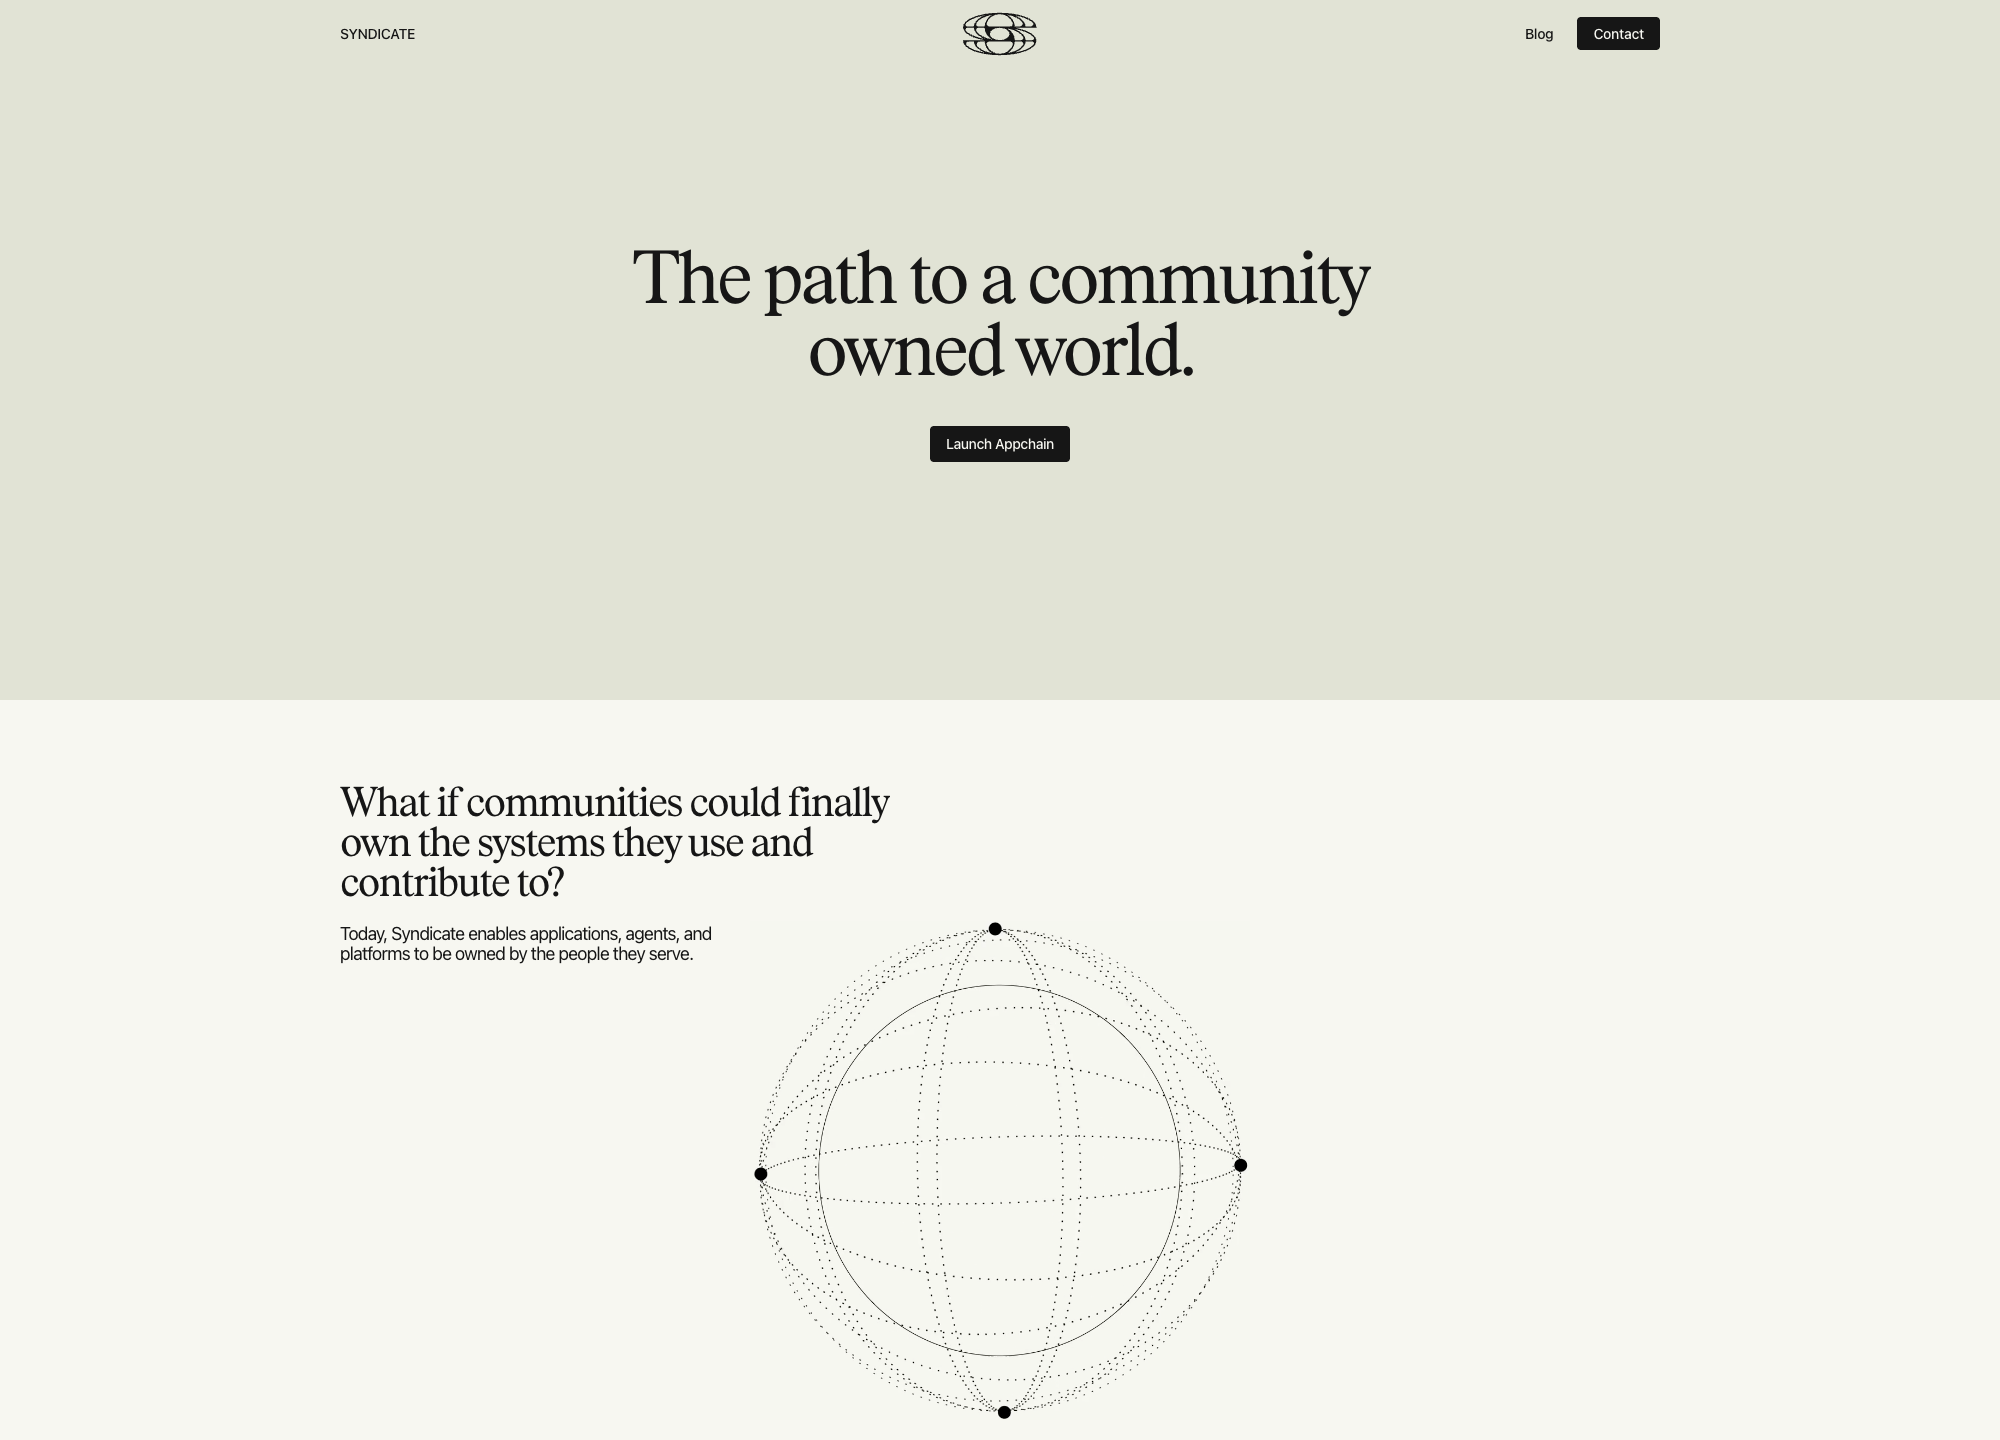 SYNDICATE
Blog
Contact
The path to a community
owned world.
Launch Appchain
What if communities could finally
own the systems they use and
contribute to?
Today, Syndicate enables applications, agents, and
platforms to be owned by the people they serve.